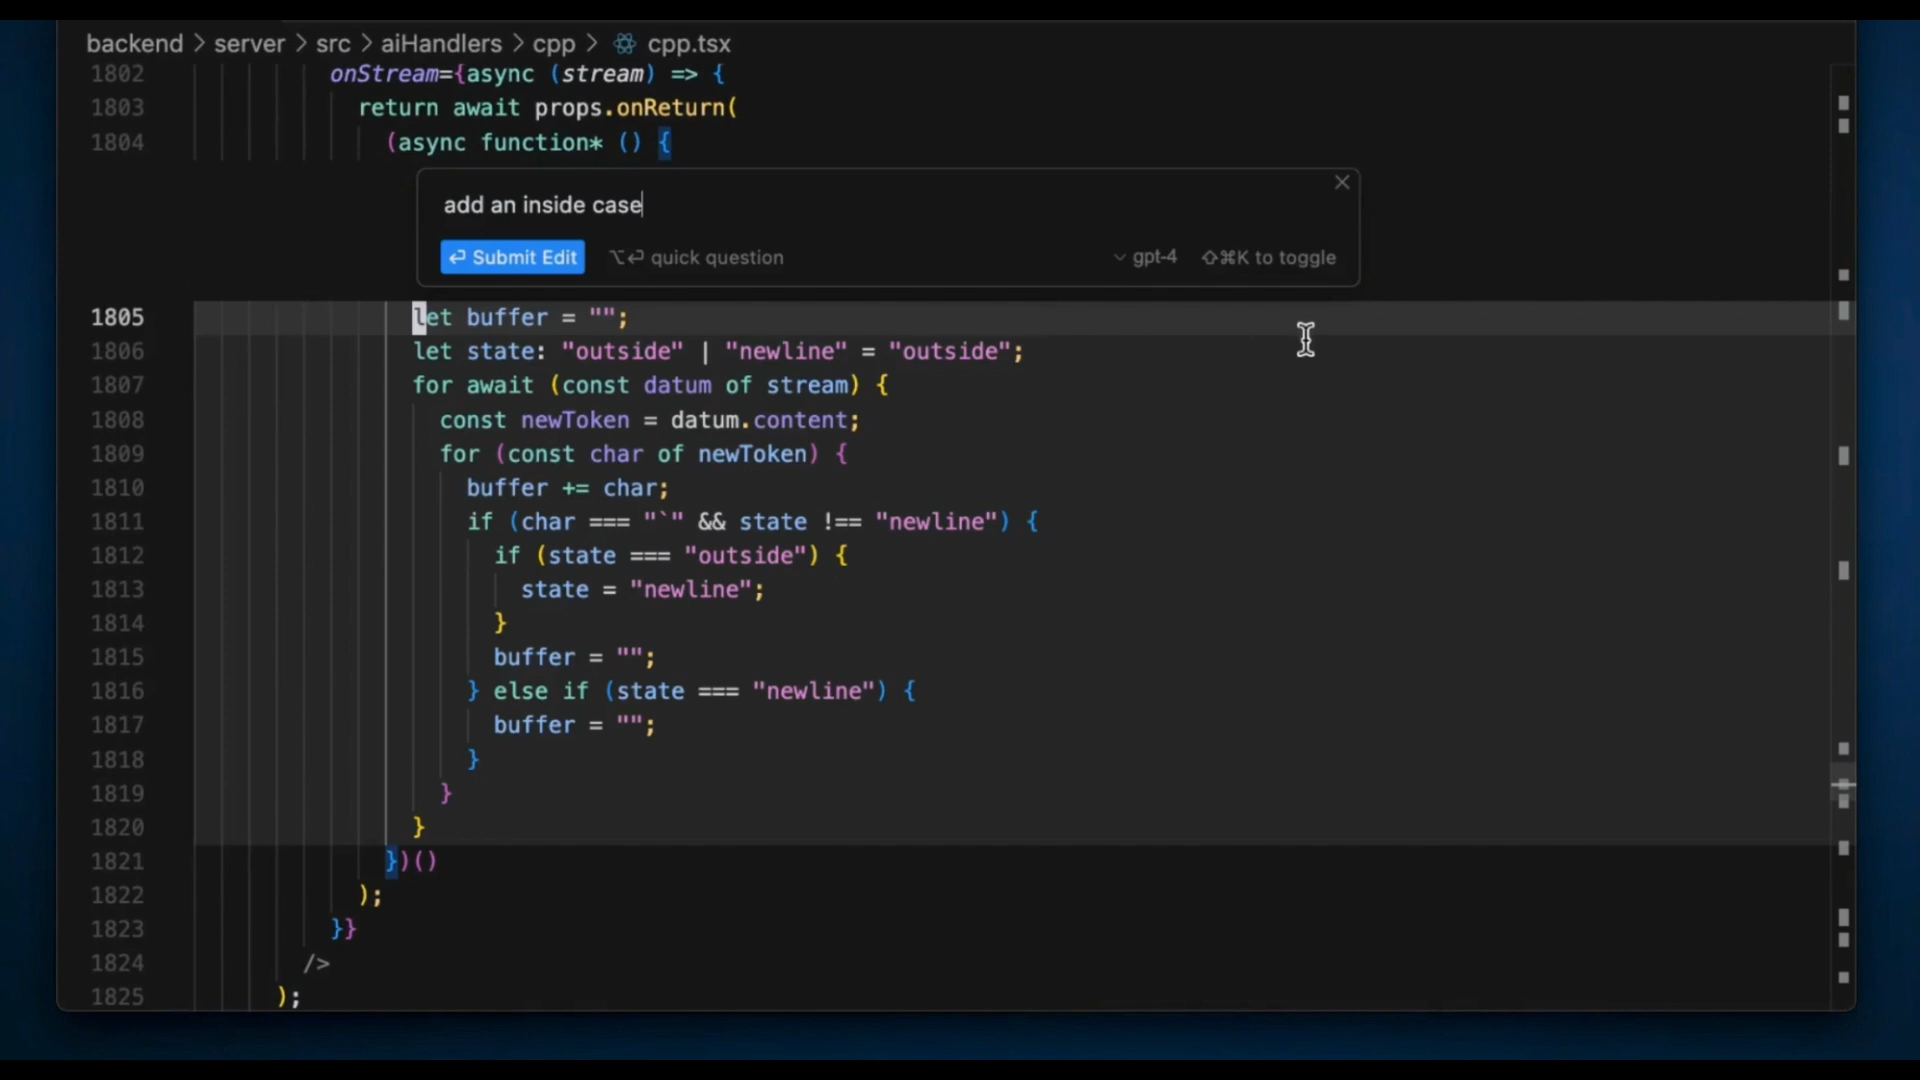 backend > server > src > aiHandlers > cpp > cpp.tsx
1802 onStream={async (stream) => {
1803 return await props.onReturn(
1804 (async function* () {
add an inside case
Submit Edit quick question gpt-4 ⇧⌘K to toggle
1805 let buffer = "";
1806 let state: "outside" | "newline" = "outside";
1807 for await (const datum of stream) {
1808 const newToken = datum.content;
1809 for (const char of newToken) {
1810 buffer += char;
1811 if (char === "`" && state !== "newline") {
1812 if (state === "outside") {
1813 state = "newline";
1814 }
1815 buffer = "";
1816 } else if (state === "newline") {
1817 buffer = "";
1818 }
1819 }
1820 }
1821 })()
1822 );
1823 }}
1824 />
1825 );